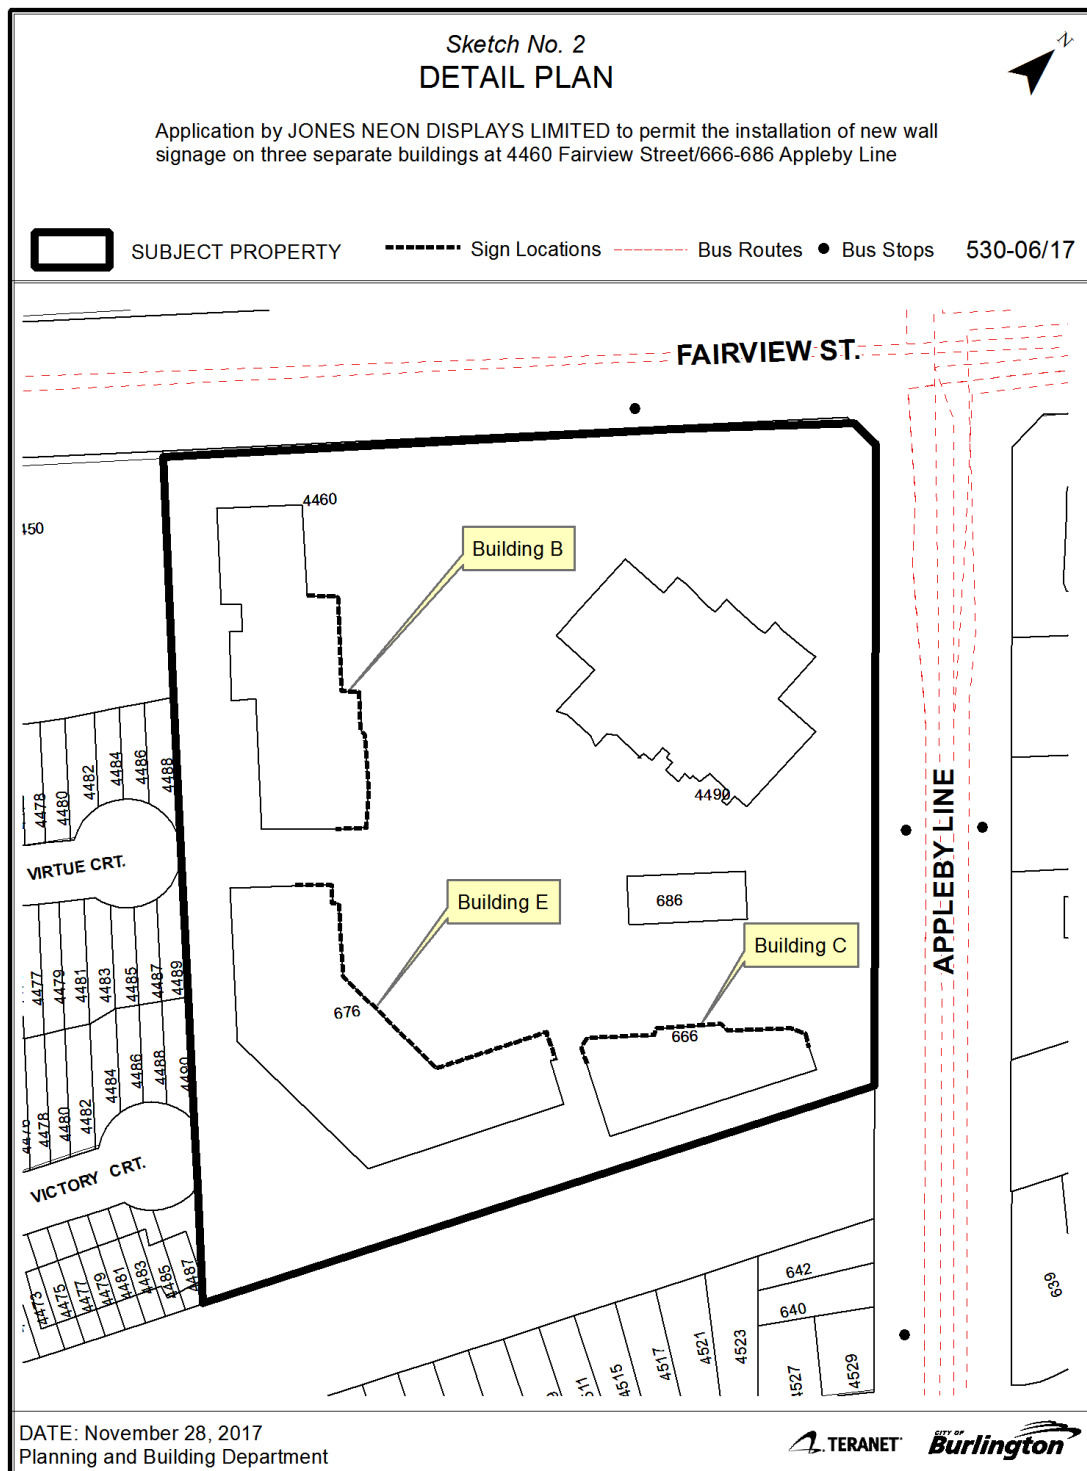 Sketch No. 2
DETAIL PLAN
N
Application by JONES NEON DISPLAYS LIMITED to permit the installation of new wall
signage on three separate buildings at 4460 Fairview Street/666-686 Appleby Line
SUBJECT PROPERTY
Sign Locations
Bus Routes
Bus Stops
530-06/17
FAIRVIEW ST.
4460
Building B
4490
4478
4480
4482
4484
4486
4488
VIRTUE CRT.
Building E
686
Building C
APPLEBY LINE
676
666
4477
4479
4481
4483
4485
4487
4489
4478
4480
4482
4484
4486
4488
4490
VICTORY CRT.
4473
4475
4477
4479
4481
4483
4485
4487
642
640
639
4515
4517
4521
4523
4527
4529
DATE: November 28, 2017
Planning and Building Department
TERANET
CITY OF
Burlington